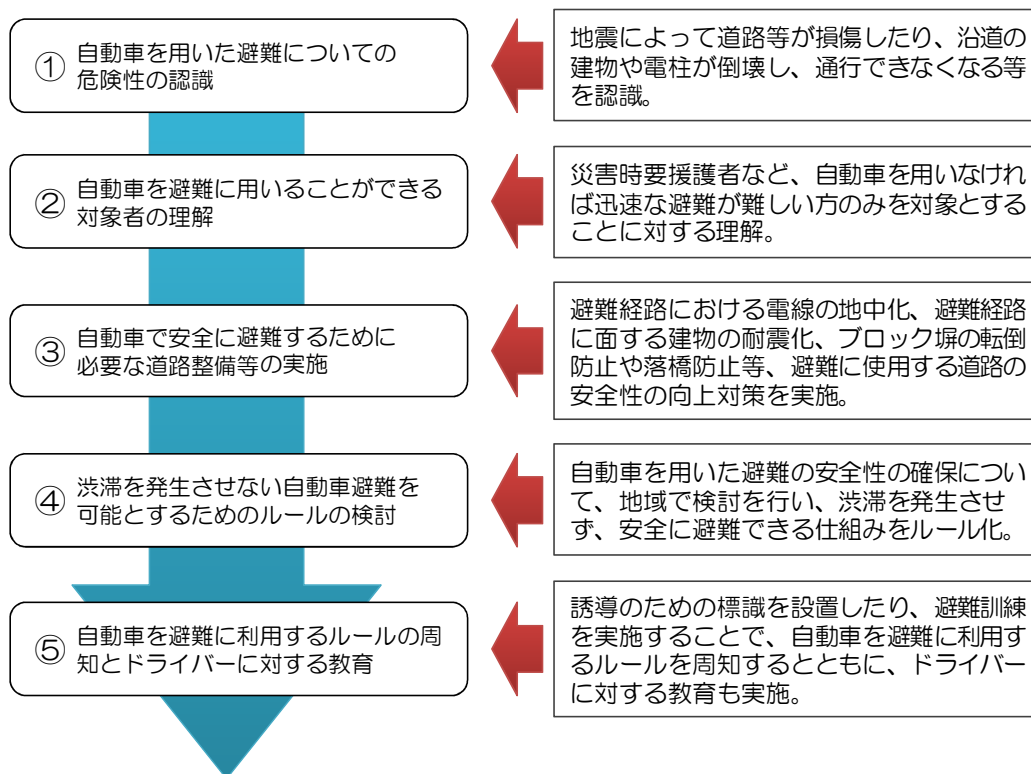 ① 自動車を用いた避難についての
危険性の認識
地震によって道路等が損傷したり、沿道の
建物や電柱が倒壊し、通行できなくなる等
を認識。
② 自動車を避難に用いることができる
対象者の理解
災害時要援護者など、自動車を用いなけれ
ば迅速な避難が難しい方のみを対象とする
ことに対する理解。
③ 自動車で安全に避難するために
必要な道路整備等の実施
避難経路における電線の地中化、避難経路
に面する建物の耐震化、ブロック塀の転倒
防止や落橋防止等、避難に使用する道路の
安全性の向上対策を実施。
④ 渋滞を発生させない自動車避難を
可能とするためのルールの検討
自動車を用いた避難の安全性の確保につい
て、地域で検討を行い、渋滞を発生させ
ず、安全に避難できる仕組みをルール化。
⑤ 自動車を避難に利用するルールの周
知とドライバーに対する教育
誘導のための標識を設置したり、避難訓練
を実施することで、自動車を避難に利用す
るルールを周知するとともに、ドライバー
に対する教育も実施。